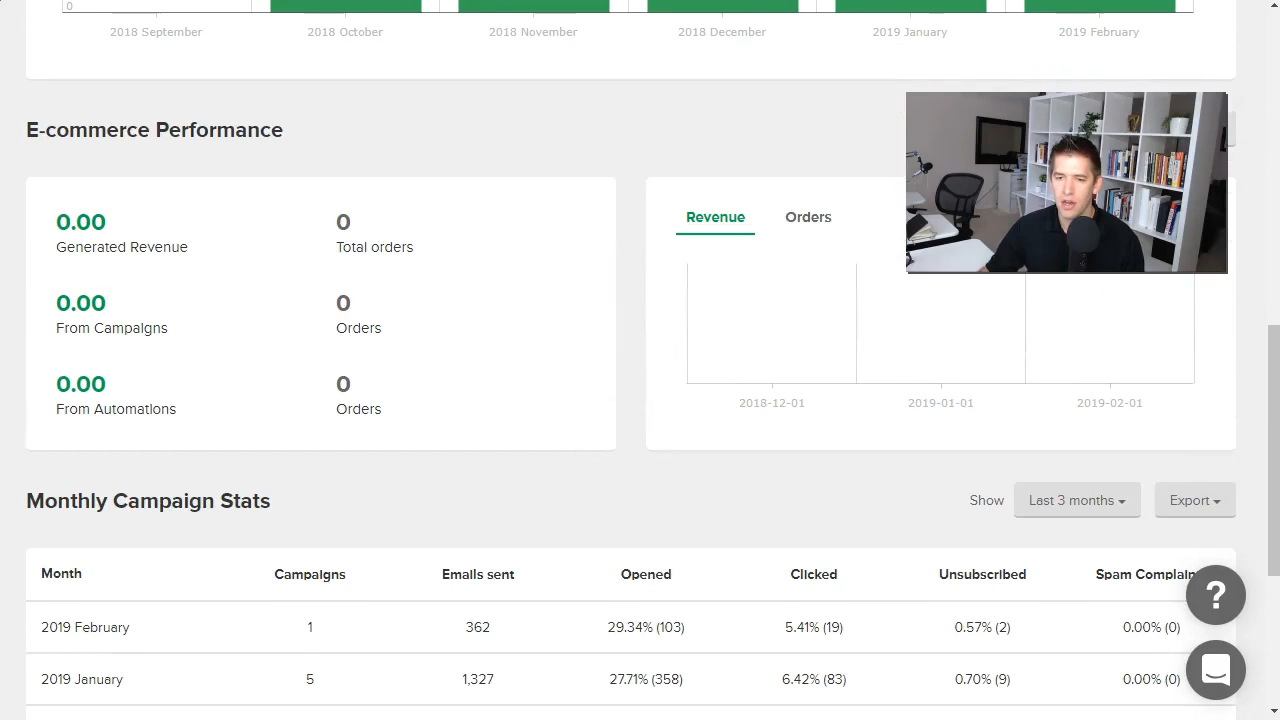 0
2018 September 2018 October 2018 November 2018 December 2019 January 2019 February
E-commerce Performance
0.00 0
Generated Revenue Total orders
0.00 0
From Campaigns Orders
0.00 0
From Automations Orders
Revenue Orders
2018-12-01 2019-01-01 2019-02-01
Monthly Campaign Stats Show Last 3 months Export
Month Campaigns Emails sent Opened Clicked Unsubscribed Spam Complain
2019 February 1 362 29.34% (103) 5.41% (19) 0.57% (2) 0.00% (0)
2019 January 5 1,327 27.71% (358) 6.42% (83) 0.70% (9) 0.00% (0)
?